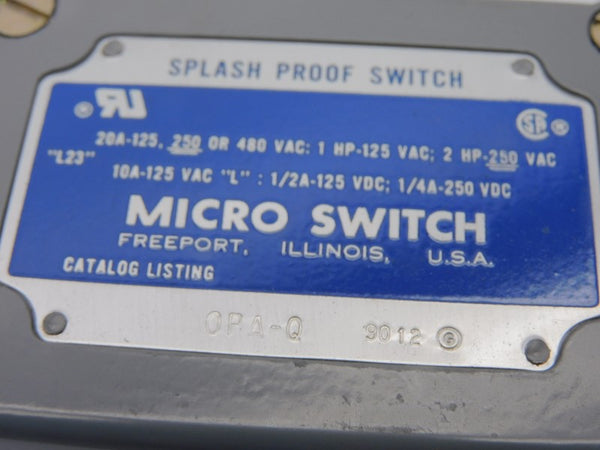 SPLASH PROOF SWITCH
20A-125, 250 OR 480 VAC: 1 HP-125 VAC; 2 HP-250 VAC
"L23"
10A-125 VAC "L" : 1/2A-125 VDC; 1/4A-250 VDC
MICRO SWITCH
FREEPORT, ILLINOIS, U.S.A.
CATALOG LISTING
OPA-Q 9012 G